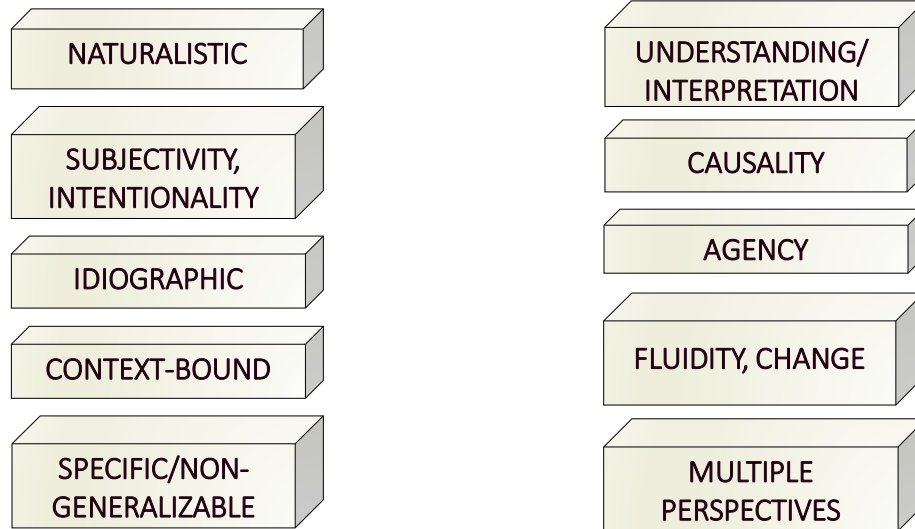 NATURALISTIC
SUBJECTIVITY,
INTENTIONALITY
IDIOGRAPHIC
CONTEXT-BOUND
SPECIFIC/NON-
GENERALIZABLE
UNDERSTANDING/
INTERPRETATION
CAUSALITY
AGENCY
FLUIDITY, CHANGE
MULTIPLE
PERSPECTIVES